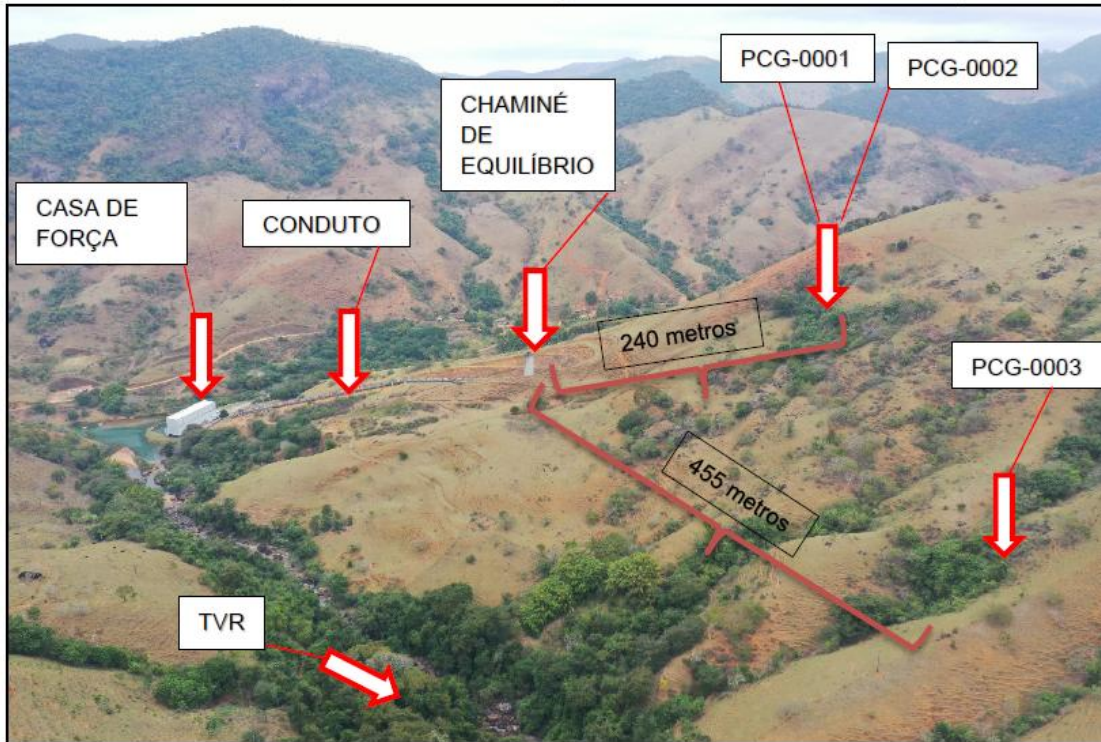 PCG-0001
PCG-0002
CHAMINÉ
DE
EQUILÍBRIO
CASA DE
FORÇA
CONDUTO
240 metros
PCG-0003
455 metros
TVR